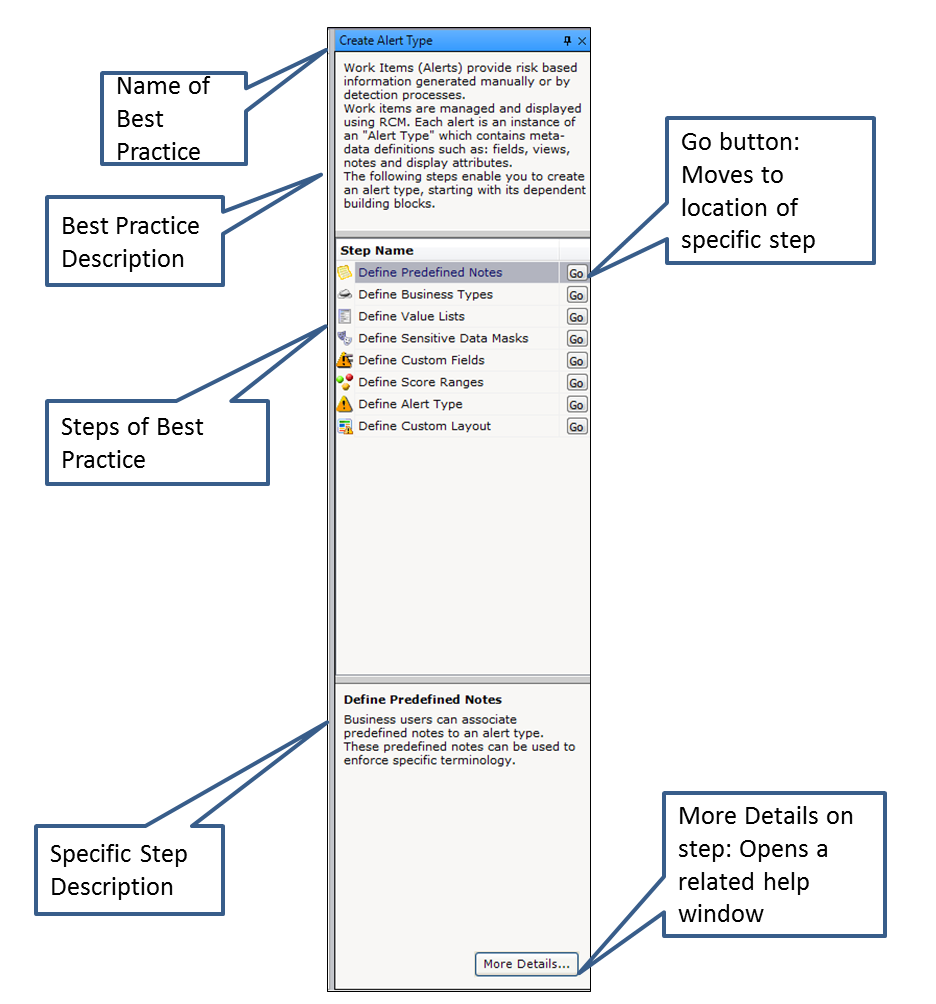 Create Alert Type
Name of
Best
Practice
Work Items (Alerts) provide risk based
information generated manually or by
detection processes.
Work items are managed and displayed
using RCM. Each alert is an instance of
an "Alert Type" which contains meta-
data definitions such as: fields, views,
notes and display attributes.
The following steps enable you to create
an alert type, starting with its dependent
building blocks.
Best Practice
Description
Go button:
Moves to
location of
specific step
Step Name
Define Predefined Notes Go
Define Business Types Go
Define Value Lists Go
Define Sensitive Data Masks Go
Define Custom Fields Go
Define Score Ranges Go
Define Alert Type Go
Define Custom Layout Go
Steps of Best
Practice
Define Predefined Notes
Business users can associate
predefined notes to an alert type.
These predefined notes can be used to
enforce specific terminology.
Specific Step
Description
More Details on
step: Opens a
related help
window
More Details...